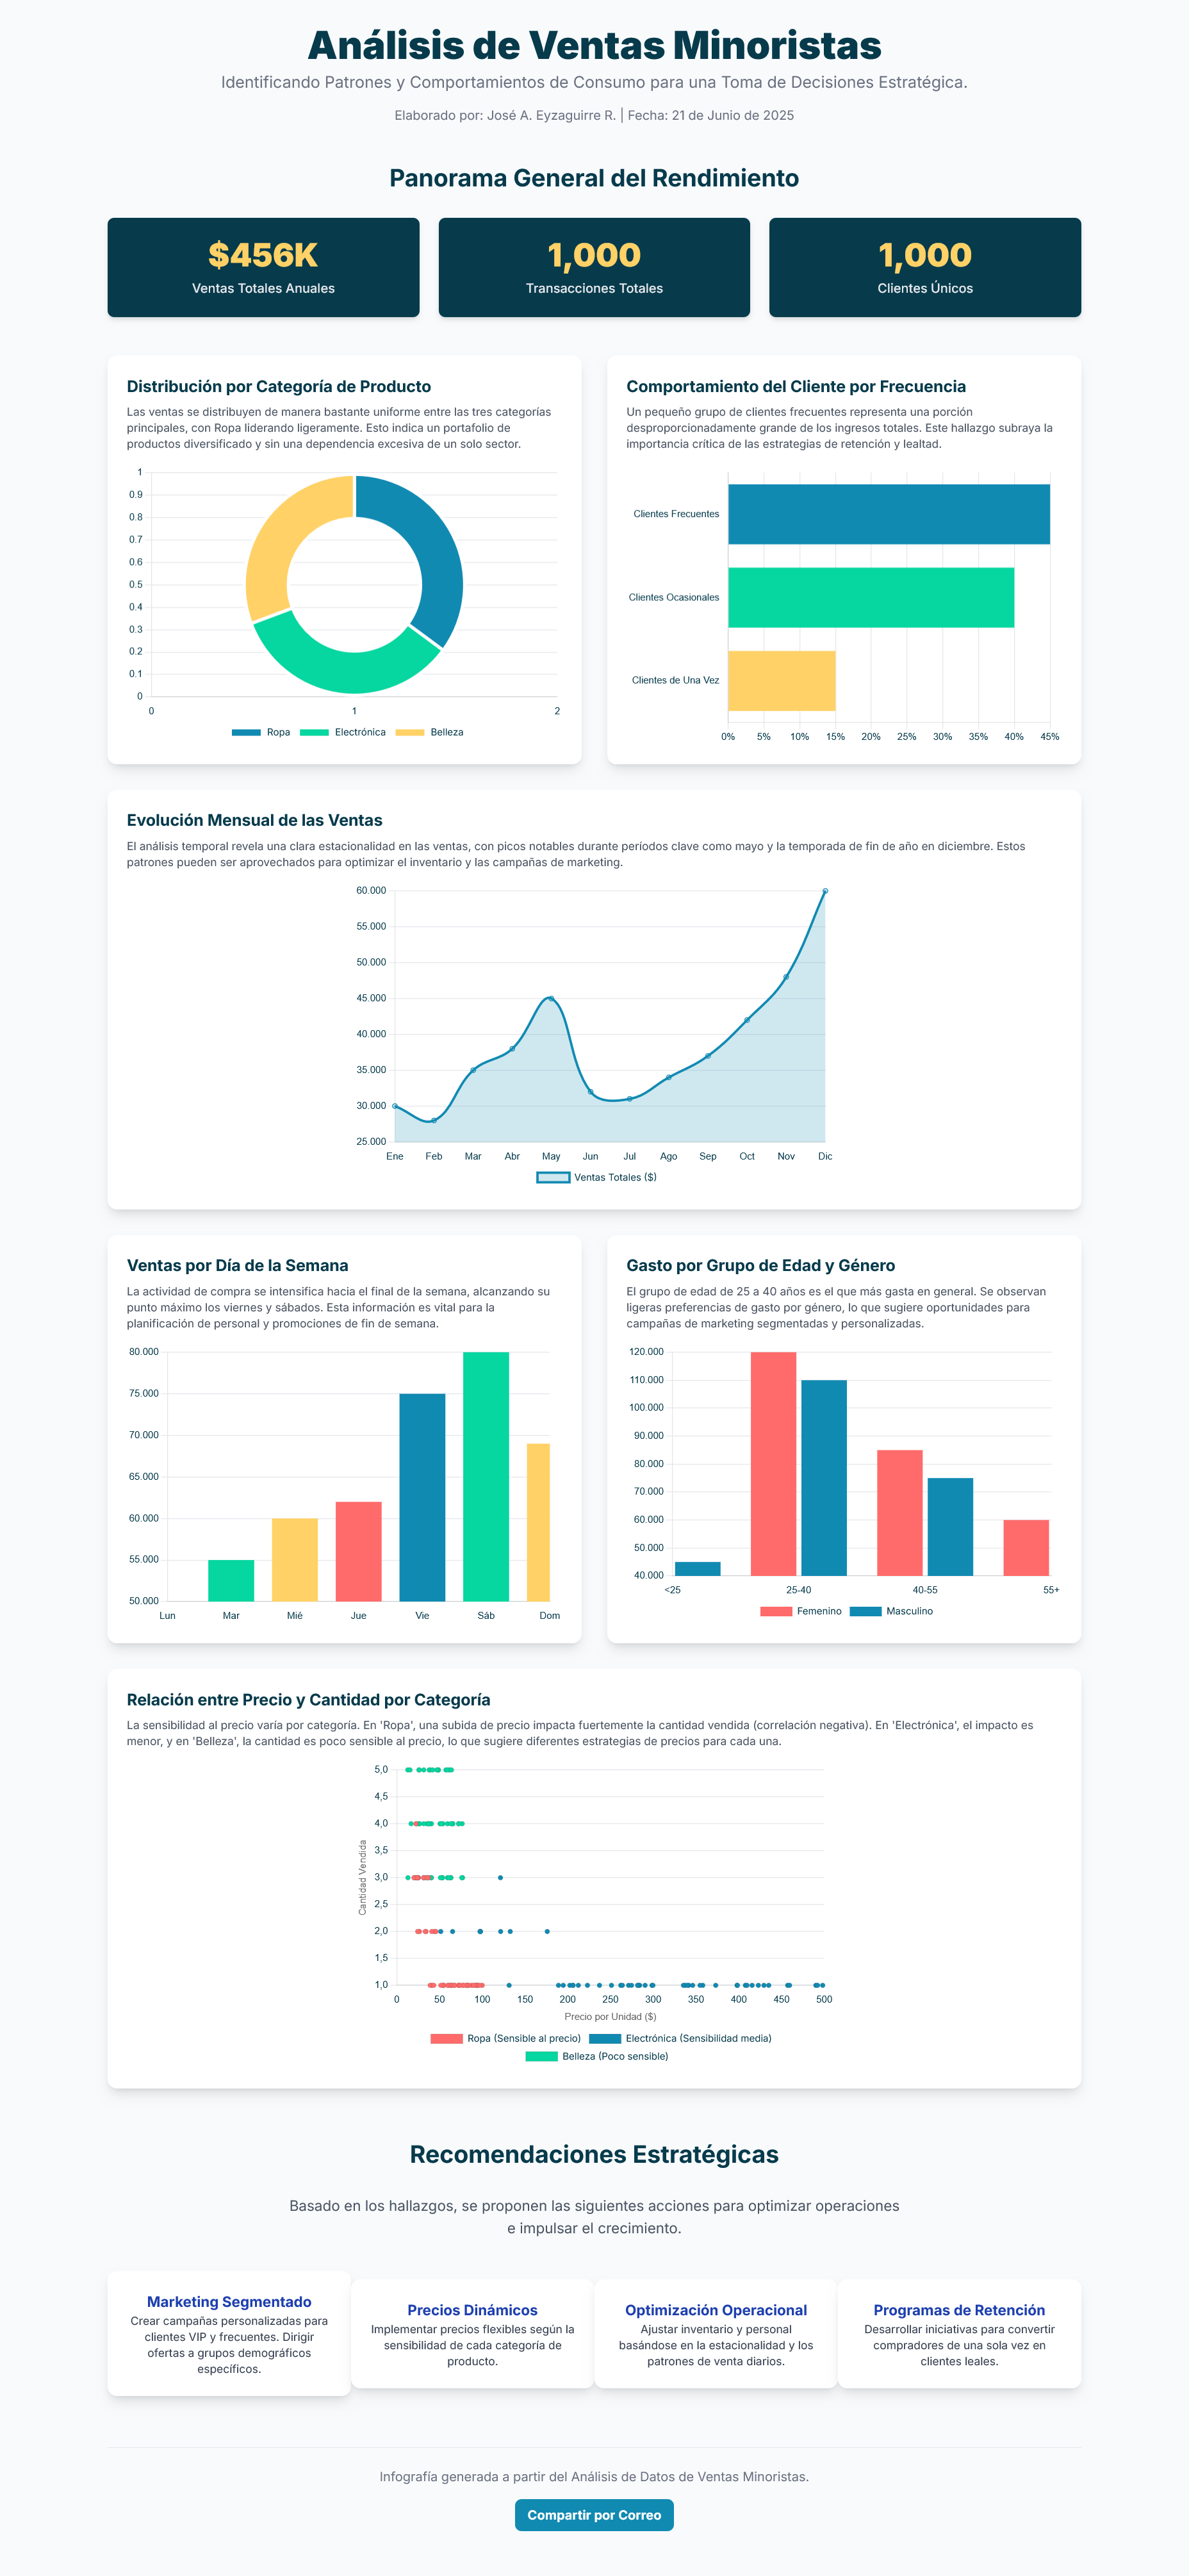 Análisis de Ventas Minoristas
Identificando Patrones y Comportamientos de Consumo para una Toma de Decisiones Estratégica.
Elaborado por: José A. Eyzaguirre R. | Fecha: 21 de Junio de 2025
Panorama General del Rendimiento
$456K
Ventas Totales Anuales
1,000
Transacciones Totales
1,000
Clientes Únicos
Distribución por Categoría de Producto
Las ventas se distribuyen de manera bastante uniforme entre las tres categorías
principales, con Ropa liderando ligeramente. Esto indica un portafolio de
productos diversificado y sin una dependencia excesiva de un solo sector.
1
0.9
0.8
0.7
0.6
0.5
0.4
0.3
0.2
0.1
0
0 1 2
Ropa Electrónica Belleza
Comportamiento del Cliente por Frecuencia
Un pequeño grupo de clientes frecuentes representa una porción
desproporcionadamente grande de los ingresos totales. Este hallazgo subraya la
importancia crítica de las estrategias de retención y lealtad.
Clientes Frecuentes
Clientes Ocasionales
Clientes de Una Vez
0% 5% 10% 15% 20% 25% 30% 35% 40% 45%
Evolución Mensual de las Ventas
El análisis temporal revela una clara estacionalidad en las ventas, con picos notables durante períodos clave como mayo y la temporada de fin de año en diciembre. Estos
patrones pueden ser aprovechados para optimizar el inventario y las campañas de marketing.
60.000
55.000
50.000
45.000
40.000
35.000
30.000
25.000
Ene Feb Mar Abr May Jun Jul Ago Sep Oct Nov Dic
Ventas Totales ($)
Ventas por Día de la Semana
La actividad de compra se intensifica hacia el final de la semana, alcanzando su
punto máximo los viernes y sábados. Esta información es vital para la
planificación de personal y promociones de fin de semana.
80.000
75.000
70.000
65.000
60.000
55.000
50.000
Lun Mar Mié Jue Vie Sáb Dom
Gasto por Grupo de Edad y Género
El grupo de edad de 25 a 40 años es el que más gasta en general. Se observan
ligeras preferencias de gasto por género, lo que sugiere oportunidades para
campañas de marketing segmentadas y personalizadas.
120.000
110.000
100.000
90.000
80.000
70.000
60.000
50.000
40.000
<25 25-40 40-55 55+
Femenino Masculino
Relación entre Precio y Cantidad por Categoría
La sensibilidad al precio varía por categoría. En 'Ropa', una subida de precio impacta fuertemente la cantidad vendida (correlación negativa). En 'Electrónica', el impacto es
menor, y en 'Belleza', la cantidad es poco sensible al precio, lo que sugiere diferentes estrategias de precios para cada una.
Cantidad Vendida
5,0
4,5
4,0
3,5
3,0
2,5
2,0
1,5
1,0
0 50 100 150 200 250 300 350 400 450 500
Precio por Unidad ($)
Ropa (Sensible al precio) Electrónica (Sensibilidad media)
Belleza (Poco sensible)
Recomendaciones Estratégicas
Basado en los hallazgos, se proponen las siguientes acciones para optimizar operaciones
e impulsar el crecimiento.
Marketing Segmentado
Crear campañas personalizadas para
clientes VIP y frecuentes. Dirigir
ofertas a grupos demográficos
específicos.
Precios Dinámicos
Implementar precios flexibles según la
sensibilidad de cada categoría de
producto.
Optimización Operacional
Ajustar inventario y personal
basándose en la estacionalidad y los
patrones de venta diarios.
Programas de Retención
Desarrollar iniciativas para convertir
compradores de una sola vez en
clientes leales.
Infografía generada a partir del Análisis de Datos de Ventas Minoristas.
Compartir por Correo